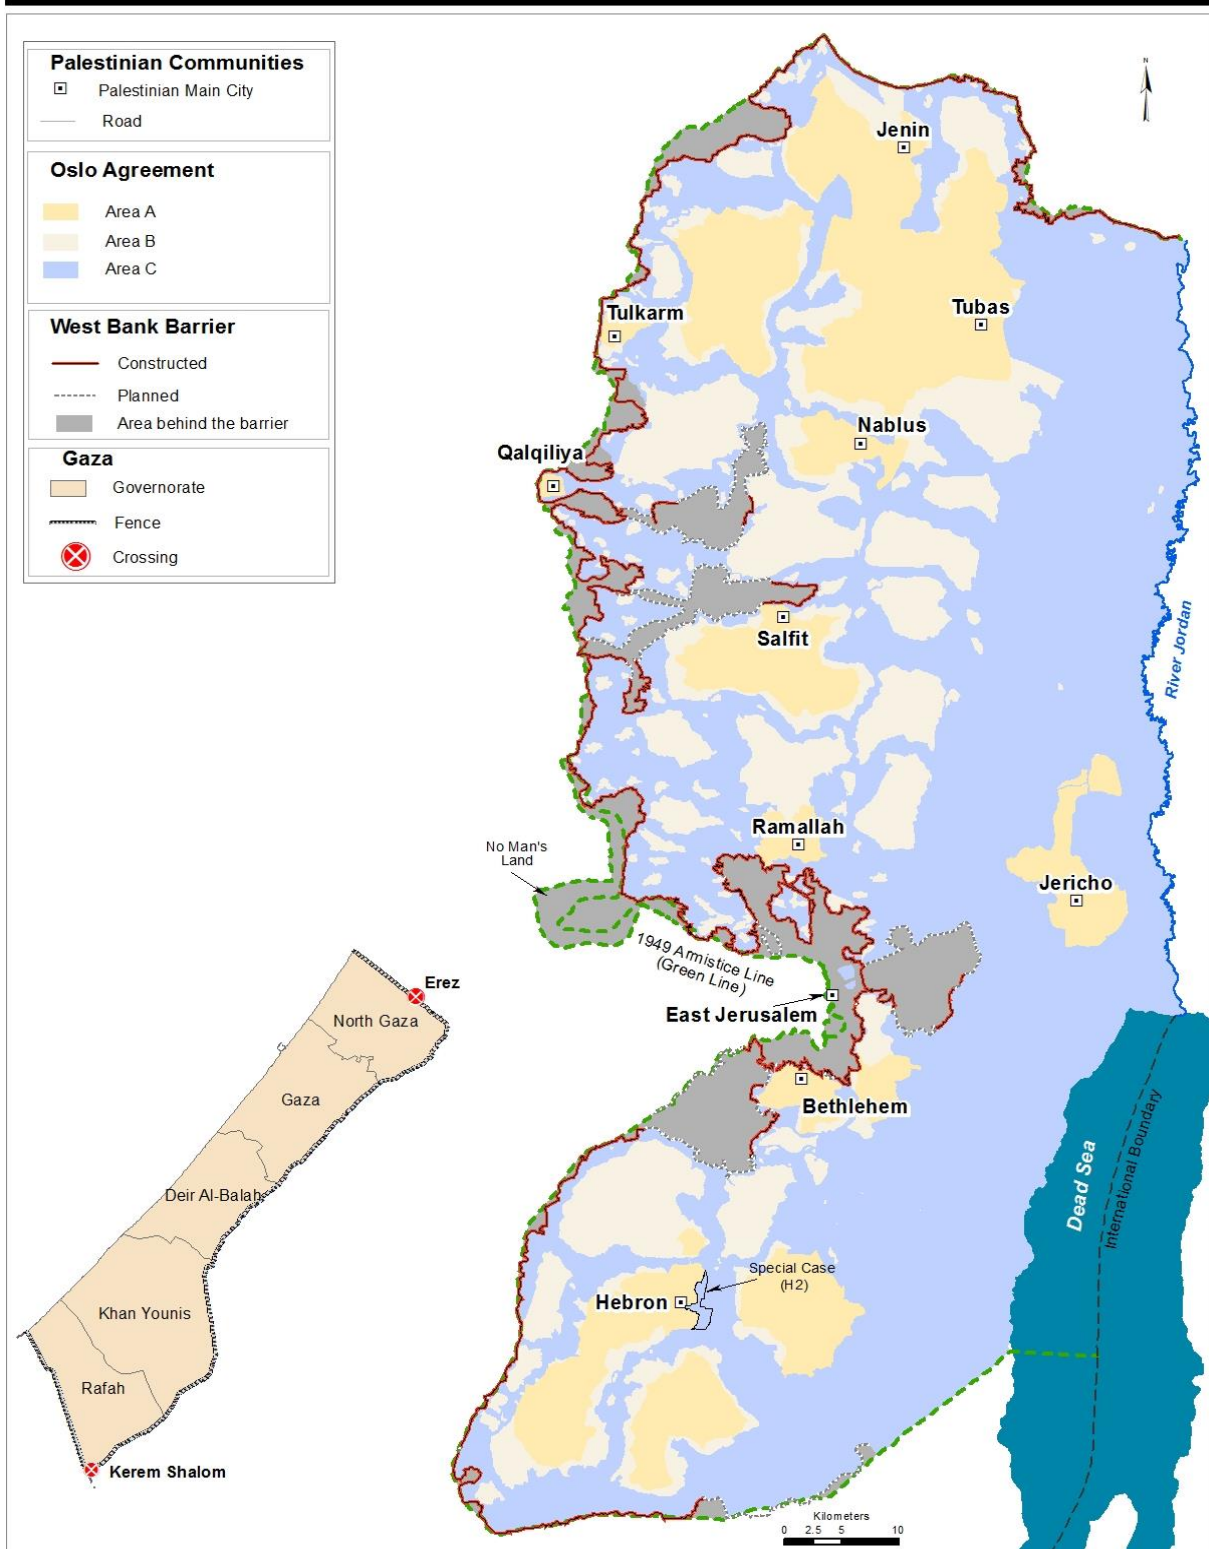 Palestinian Communities
Palestinian Main City
Road
Oslo Agreement
Area A
Area B
Area C
West Bank Barrier
Constructed
Planned
Area behind the barrier
Gaza
Governorate
Fence
Crossing
N
Jenin
Tubas
Tulkarm
Nablus
Qalqiliya
Salfit
River Jordan
Ramallah
No Man's
Land
Jericho
1949 Armistice Line
(Green Line)
East Jerusalem
Bethlehem
Dead Sea
International Boundary
Special Case
(H2)
Hebron
Erez
North Gaza
G
Gaza
Deir Al-Balah
Khan Younis
Rafah
Kerem Shalom
Kilometers
0 2.5 5 10